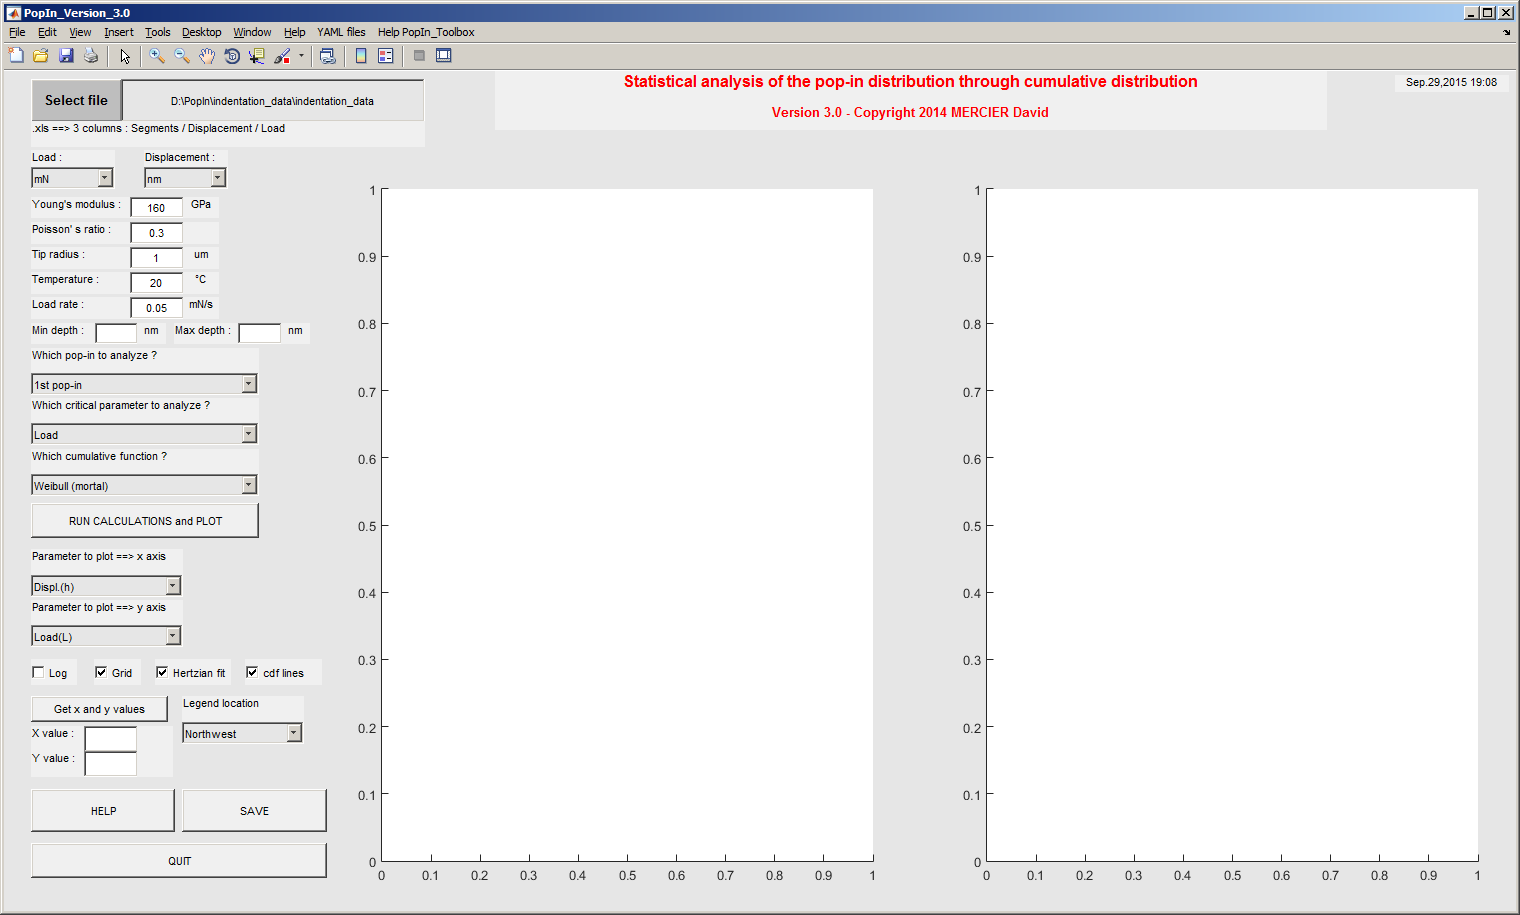 PopIn_Version_3.0
File Edit View Insert Tools Desktop Window Help YAML files Help PopIn_Toolbox
Statistical analysis of the pop-in distribution through cumulative distribution
Version 3.0 - Copyright 2014 MERCIER David
Sep.29,2015 19:08
Select file D:\PopIn\indentation_data\indentation_data
.xls ==> 3 columns : Segments / Displacement / Load
Load : Displacement :
mN nm
Young's modulus : 160 GPa
Poisson' s ratio : 0.3
Tip radius : 1 um
Temperature : 20 °C
Load rate : 0.05 mN/s
Min depth : nm Max depth : nm
Which pop-in to analyze ?
1st pop-in
Which critical parameter to analyze ?
Load
Which cumulative function ?
Weibull (mortal)
RUN CALCULATIONS and PLOT
Parameter to plot ==> x axis
Displ.(h)
Parameter to plot ==> y axis
Load(L)
Log Grid Hertzian fit cdf lines
Get x and y values Legend location
X value : Northwest
Y value :
HELP SAVE
QUIT
1
0.9
0.8
0.7
0.6
0.5
0.4
0.3
0.2
0.1
0
0 0.1 0.2 0.3 0.4 0.5 0.6 0.7 0.8 0.9 1
1
0.9
0.8
0.7
0.6
0.5
0.4
0.3
0.2
0.1
0
0 0.1 0.2 0.3 0.4 0.5 0.6 0.7 0.8 0.9 1